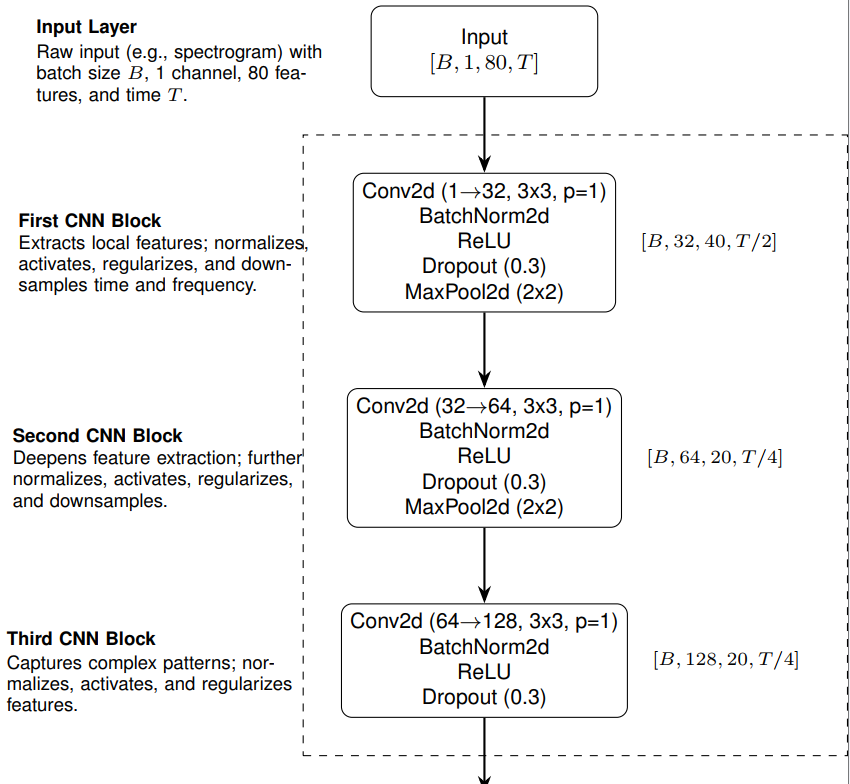 Input Layer
Raw input (e.g., spectrogram) with
batch size B, 1 channel, 80 fea-
tures, and time T.
Input
[B, 1, 80, T]
First CNN Block
Extracts local features; normalizes,
activates, regularizes, and down-
samples time and frequency.
Conv2d (1→32, 3x3, p=1)
BatchNorm2d
ReLU
Dropout (0.3)
MaxPool2d (2x2)
[B, 32, 40, T/2]
Second CNN Block
Deepens feature extraction; further
normalizes, activates, regularizes,
and downsamples.
Conv2d (32→64, 3x3, p=1)
BatchNorm2d
ReLU
Dropout (0.3)
MaxPool2d (2x2)
[B, 64, 20, T/4]
Third CNN Block
Captures complex patterns; nor-
malizes, activates, and regularizes
features.
Conv2d (64→128, 3x3, p=1)
BatchNorm2d
ReLU
Dropout (0.3)
[B, 128, 20, T/4]